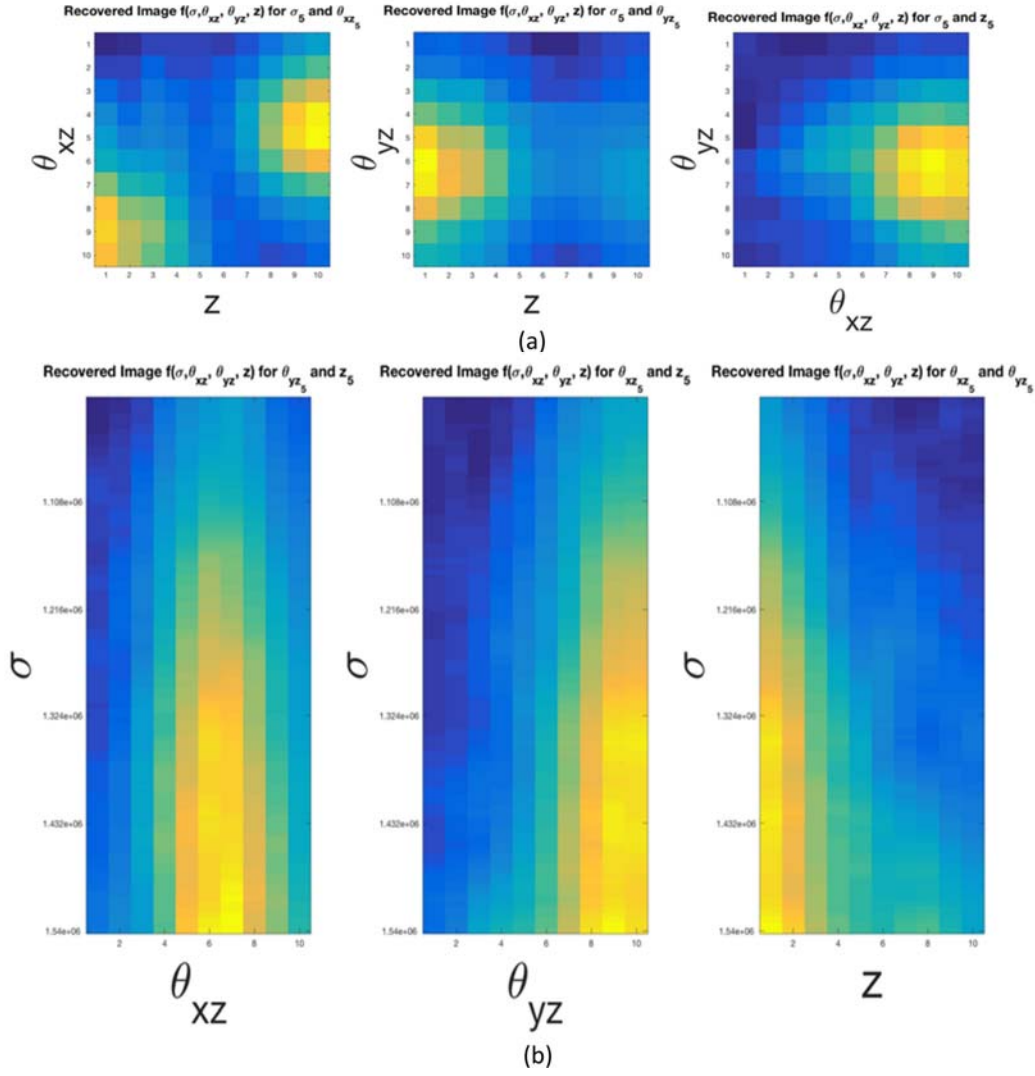 Recovered Image f(σ,θxz, θyz, z) for σ5 and θxz5
Recovered Image f(σ,θxz, θyz, z) for σ5 and θyz5
Recovered Image f(σ,θxz, θyz, z) for σ5 and z5
θxz
1
2
3
4
5
6
7
8
9
10
1 2 3 4 5 6 7 8 9 10
z
θyz
1
2
3
4
5
6
7
8
9
10
1 2 3 4 5 6 7 8 9 10
z
θyz
1
2
3
4
5
6
7
8
9
10
1 2 3 4 5 6 7 8 9 10
θxz
(a)
Recovered Image f(σ,θxz, θyz, z) for θyz5 and z5
Recovered Image f(σ,θxz, θyz, z) for θxz5 and z5
Recovered Image f(σ,θxz, θyz, z) for θxz5 and θyz5
σ
1.108e+06
1.216e+06
1.324e+06
1.432e+06
1.54e+06
2 4 6 8 10
θxz
σ
1.108e+06
1.216e+06
1.324e+06
1.432e+06
1.54e+06
2 4 6 8 10
θyz
σ
1.108e+06
1.216e+06
1.324e+06
1.432e+06
1.54e+06
2 4 6 8 10
z
(b)